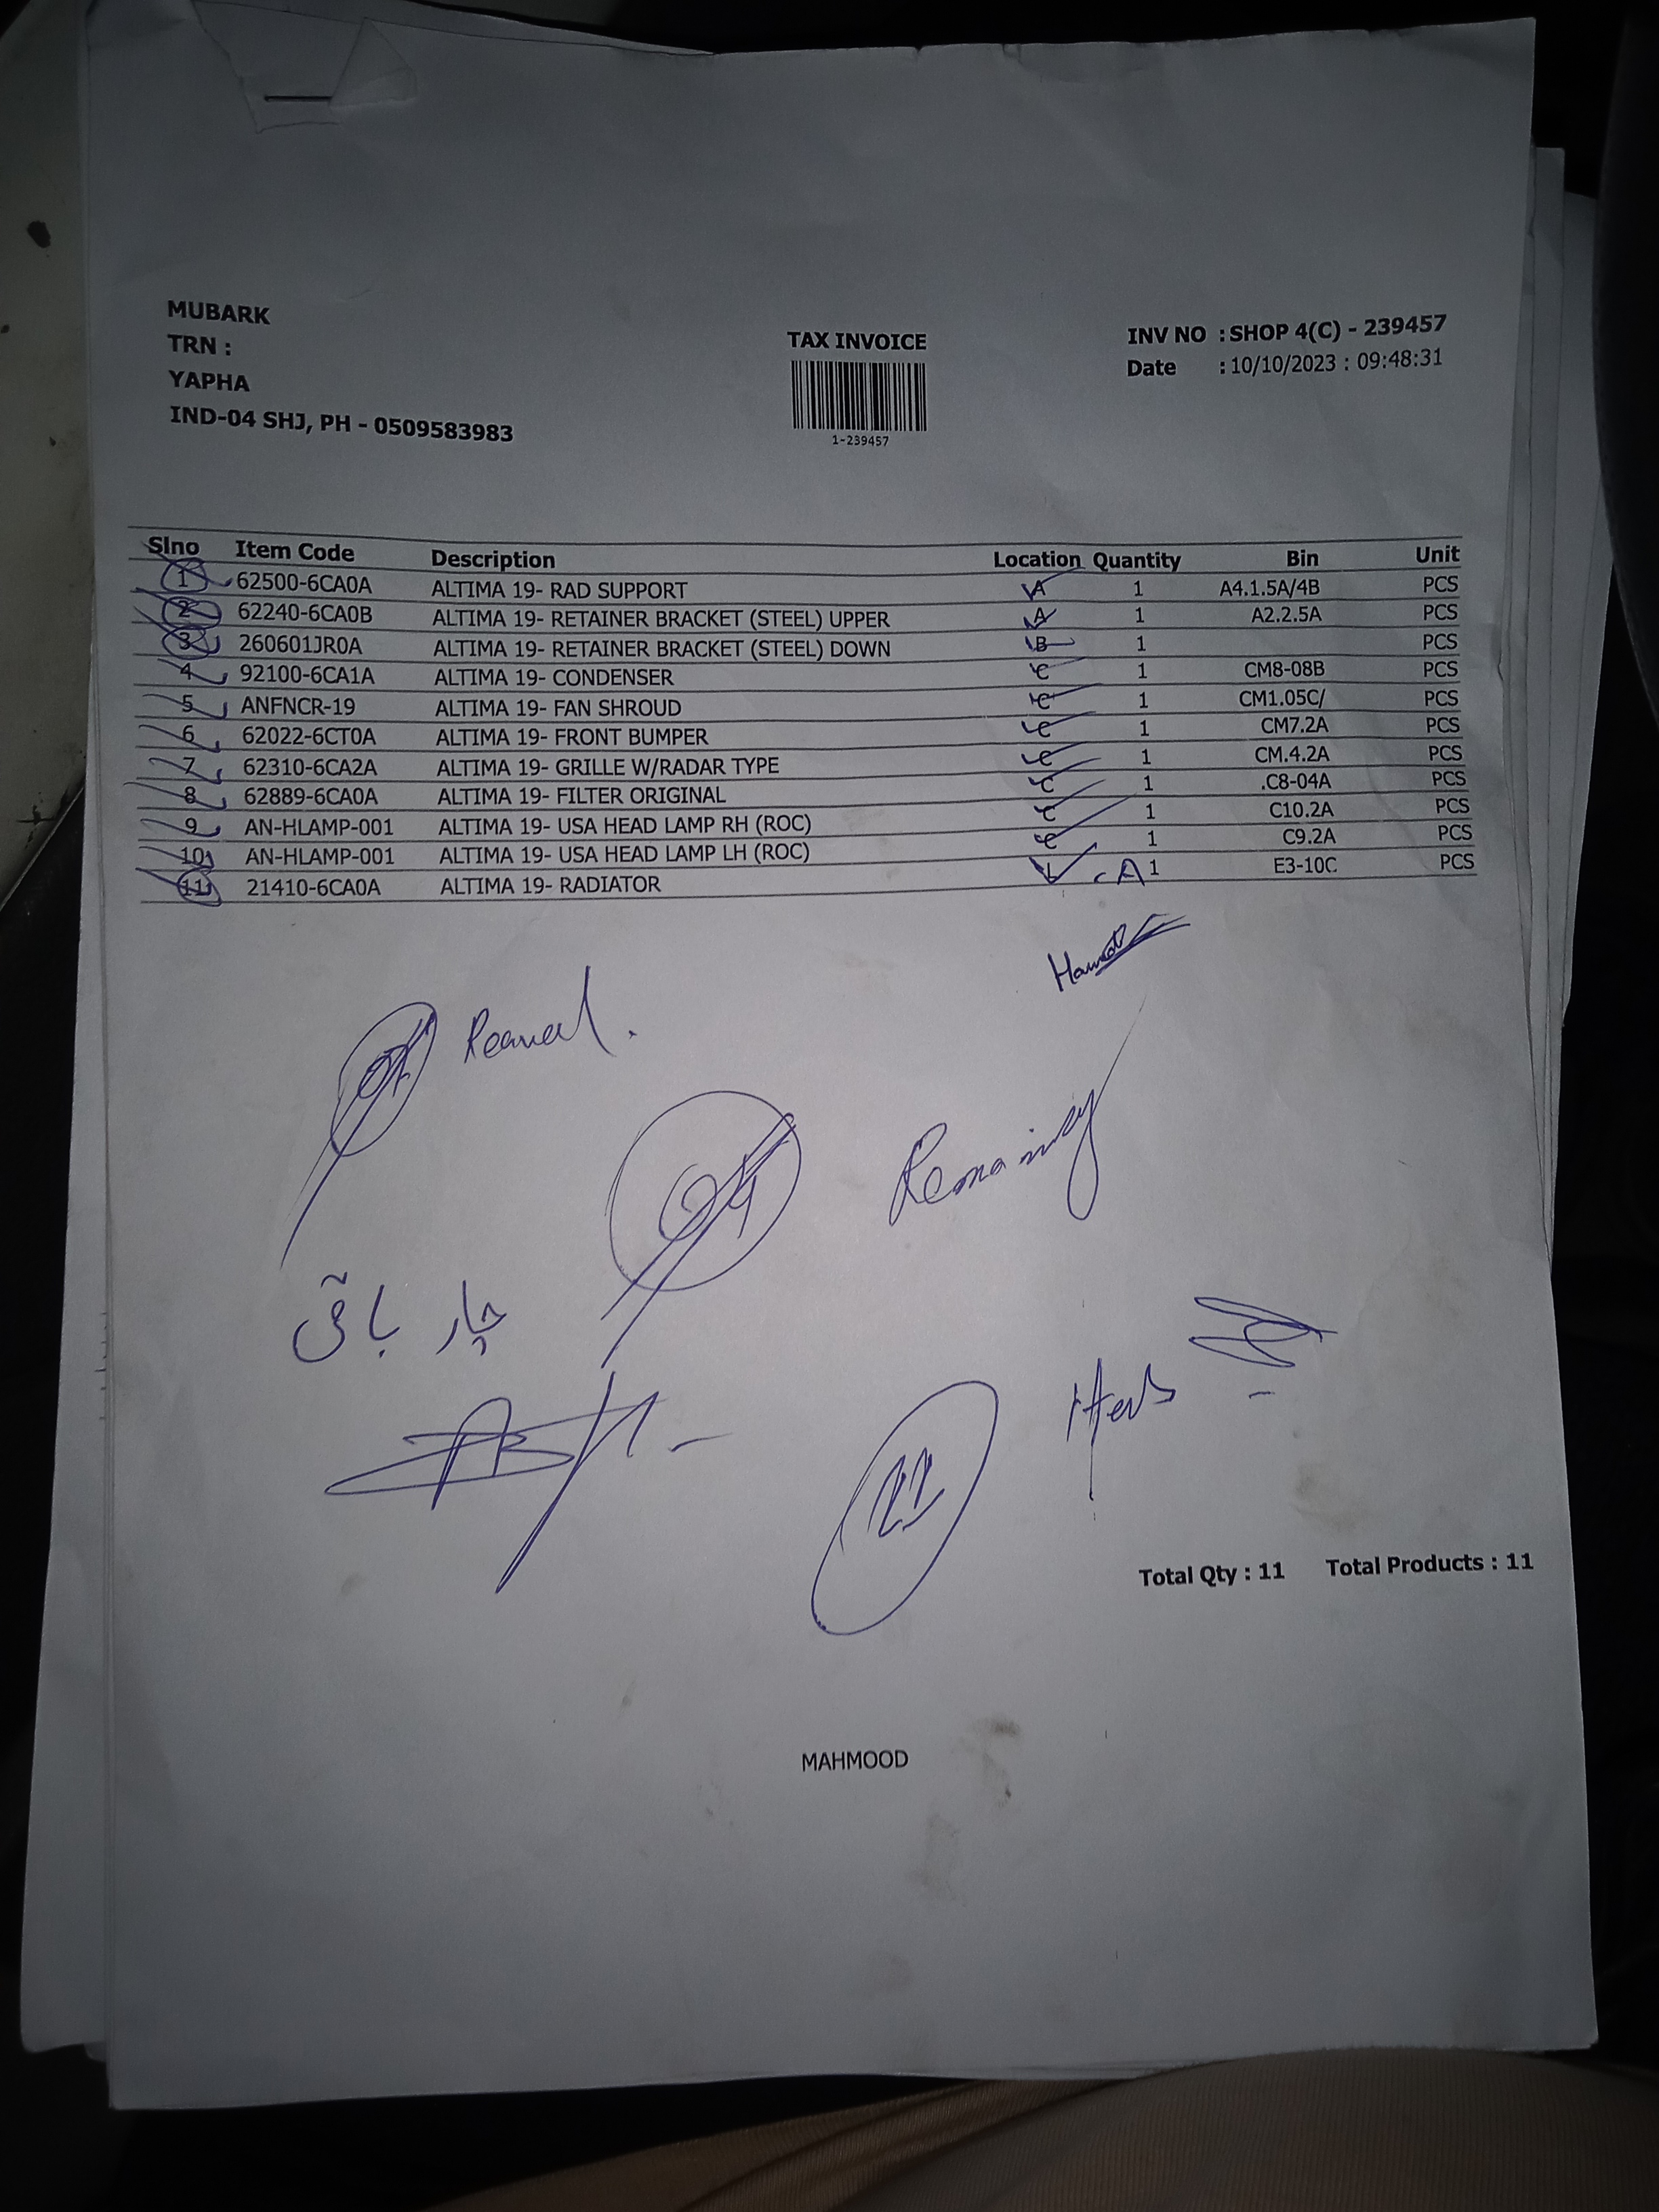 MUBARK
TRN :
YAPHA
IND-04 SHJ, PH - 0509583983
TAX INVOICE
1-239457
INV NO : SHOP 4(C) - 239457
Date : 10/10/2023 : 09:48:31
Slno Item Code Description Location Quantity Bin Unit
1 62500-6CA0A ALTIMA 19- RAD SUPPORT A 1 A4.1.5A/4B PCS
2 62240-6CA0B ALTIMA 19- RETAINER BRACKET (STEEL) UPPER A 1 A2.2.5A PCS
3 260601JR0A ALTIMA 19- RETAINER BRACKET (STEEL) DOWN B 1 PCS
4 92100-6CA1A ALTIMA 19- CONDENSER C 1 CM8-08B PCS
5 ANFNCR-19 ALTIMA 19- FAN SHROUD C 1 CM1.05C/ PCS
6 62022-6CT0A ALTIMA 19- FRONT BUMPER C 1 CM7.2A PCS
7 62310-6CA2A ALTIMA 19- GRILLE W/RADAR TYPE C 1 CM.4.2A PCS
8 62889-6CA0A ALTIMA 19- FILTER ORIGINAL C 1 .C8-04A PCS
9 AN-HLAMP-001 ALTIMA 19- USA HEAD LAMP RH (ROC) C 1 C10.2A PCS
10 AN-HLAMP-001 ALTIMA 19- USA HEAD LAMP LH (ROC) C 1 C9.2A PCS
11 21410-6CA0A ALTIMA 19- RADIATOR A 1 E3-10C PCS
04 Remaining
چار باقی
11 Items
Total Qty : 11 Total Products : 11
MAHMOOD